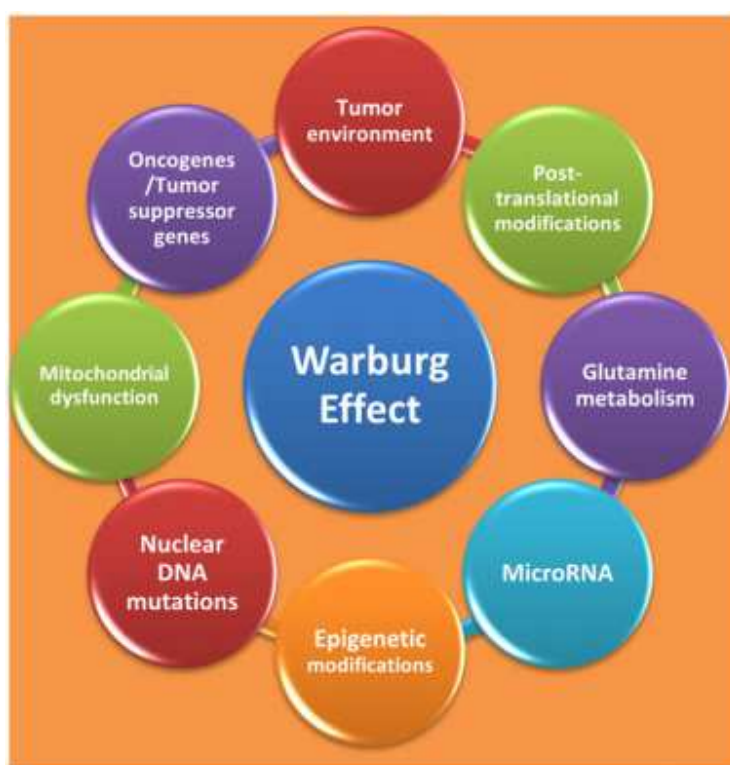 Tumor
environment
Post-
translational
modifications
Glutamine
metabolism
MicroRNA
Epigenetic
modifications
Nuclear
DNA
mutations
Mitochondrial
dysfunction
Oncogenes
/Tumor
suppressor
genes
Warburg
Effect